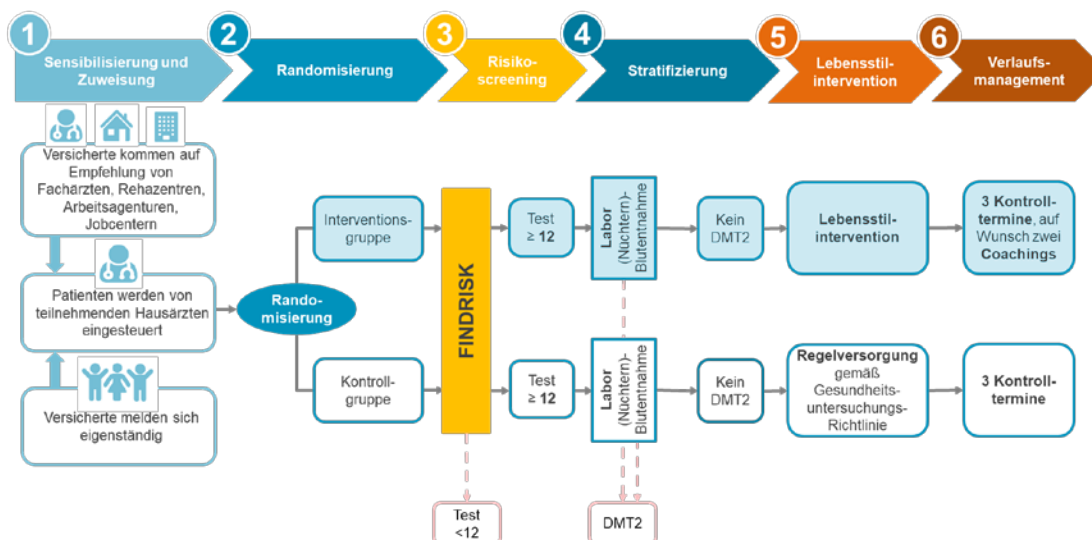 1
Sensibilisierung und
Zuweisung
2
Randomisierung
3
Risiko-
screening
4
Stratifizierung
5
Lebensstil-
intervention
6
Verlaufs-
management
Versicherte kommen auf
Empfehlung von
Fachärzten, Rehazentren,
Arbeitsagenturen,
Jobcentern
Patienten werden von
teilnehmenden Hausärzten
eingesteuert
Versicherte melden sich
eigenständig
Rando-
misierung
Interventions-
gruppe
Kontroll-
gruppe
FINDRISK
Test
≥ 12
Labor
(Nüchtern)-
Blutentnahme
Kein
DMT2
Lebensstil-
intervention
3 Kontroll-
termine, auf
Wunsch zwei
Coachings
Test
≥ 12
Labor
(Nüchtern)-
Blutentnahme
Kein
DMT2
Regelversorgung
gemäß
Gesundheits-
untersuchungs-
Richtlinie
3 Kontroll-
termine
Test
<12
DMT2